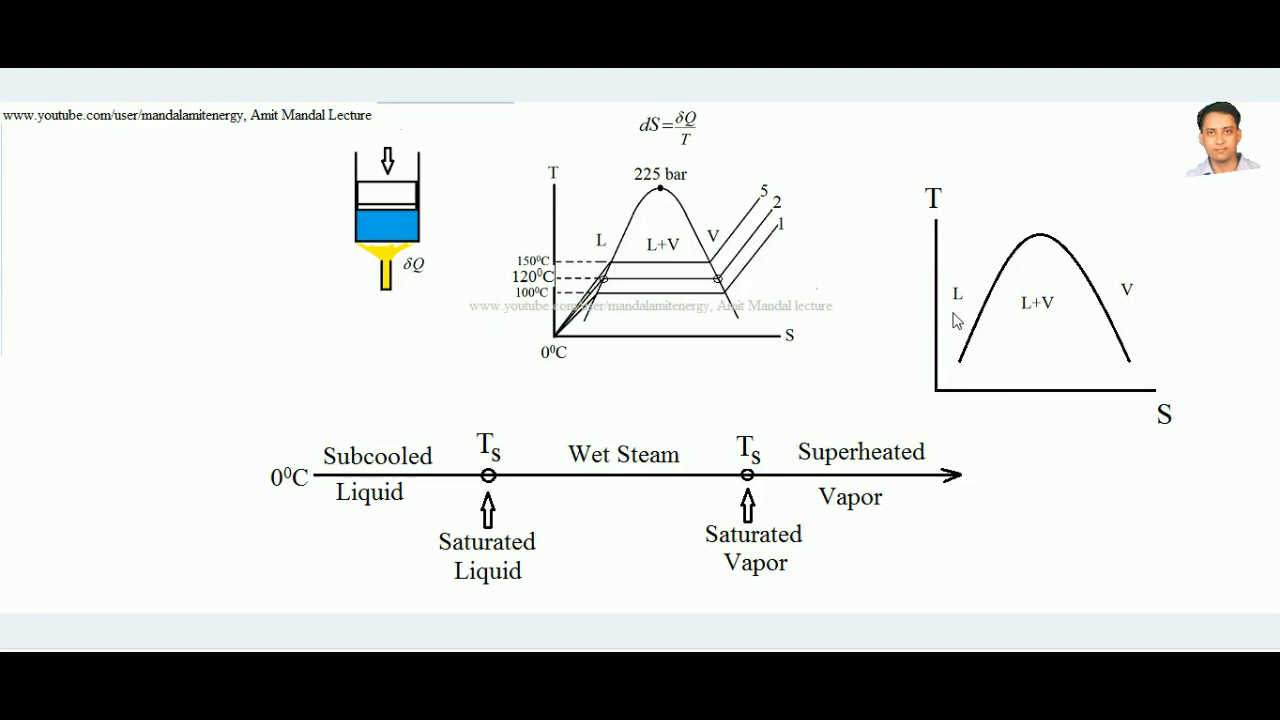 www.youtube.com/user/mandalamitenergy, Amit Mandal Lecture
dS=δQ/T
δQ
T
225 bar
5
2
1
L
L+V
V
150⁰C
120⁰C
100⁰C
www.youtube.com/user/mandalamitenergy, Amit Mandal lecture
S
0⁰C
T
L
L+V
V
S
0⁰C
Subcooled
Liquid
Ts
Wet Steam
Ts
Superheated
Vapor
Saturated
Liquid
Saturated
Vapor